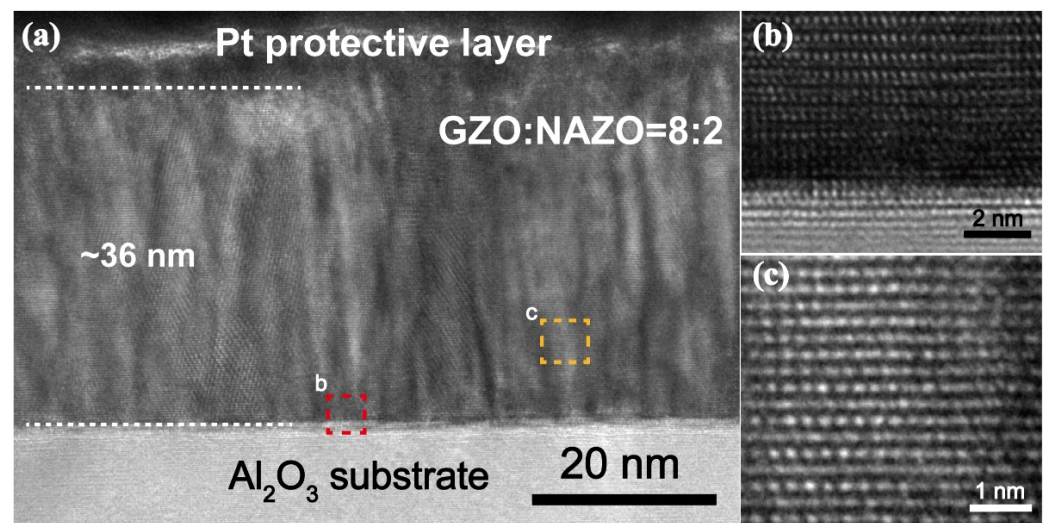 (a)
Pt protective layer
GZO:NAZO=8:2
~36 nm
c
b
Al₂O₃ substrate
20 nm
(b)
2 nm
(c)
1 nm